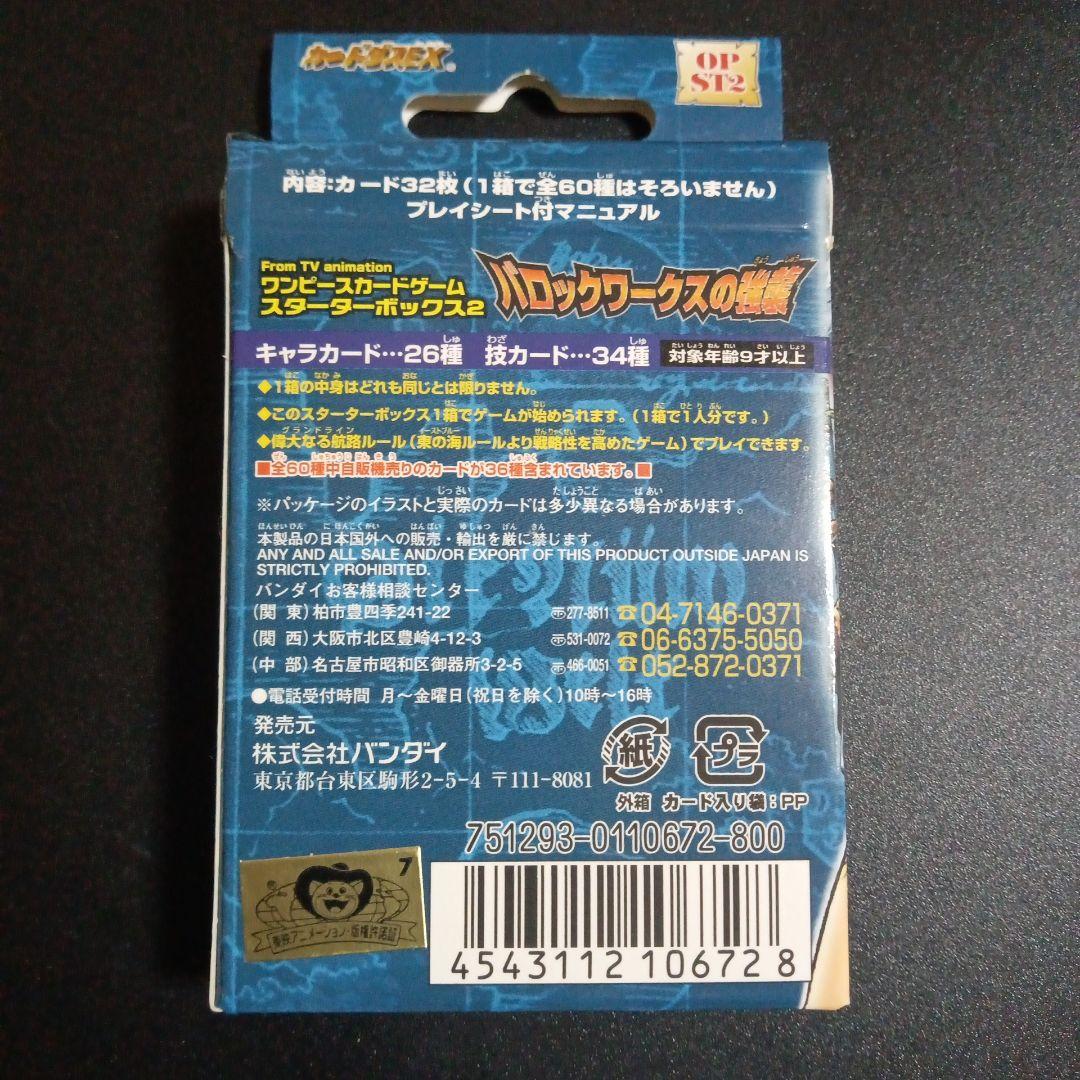 カードダスEX
OP
ST2
内容:カード32枚(1箱で全60種はそろいません)
プレイシート付マニュアル
From TV animation
ワンピースカードゲーム
スターターボックス2
バロックワークスの強襲
キャラカード…26種 技カード…34種 対象年齢9才以上
◆1箱の中身はどれも同じとは限りません。
◆このスターターボックス1箱でゲームが始められます。(1箱で1人分です。)
◆偉大なる航路ルール(東の海ルールより戦略性を高めたゲーム)でプレイできます。
■全60種中自販機売りのカードが36種含まれています。■
※パッケージのイラストと実際のカードは多少異なる場合があります。
本製品の日本国外への販売・輸出を厳に禁じます。
ANY AND ALL SALE AND/OR EXPORT OF THIS PRODUCT OUTSIDE JAPAN IS
STRICTLY PROHIBITED.
バンダイお客様相談センター
(関 東)柏市豊四季241-22 〠277-8511 ☎04-7146-0371
(関 西)大阪市北区豊崎4-12-3 〠531-0072 ☎06-6375-5050
(中 部)名古屋市昭和区御器所3-2-5 〠466-0051 ☎052-872-0371
●電話受付時間 月〜金曜日(祝日を除く)10時〜16時
発売元
株式会社バンダイ
東京都台東区駒形2-5-4 〒111-8081
紙
プラ
外箱 カード入り袋:PP
751293-0110672-800
7
東映アニメーション・版権許諾証
4543112106728